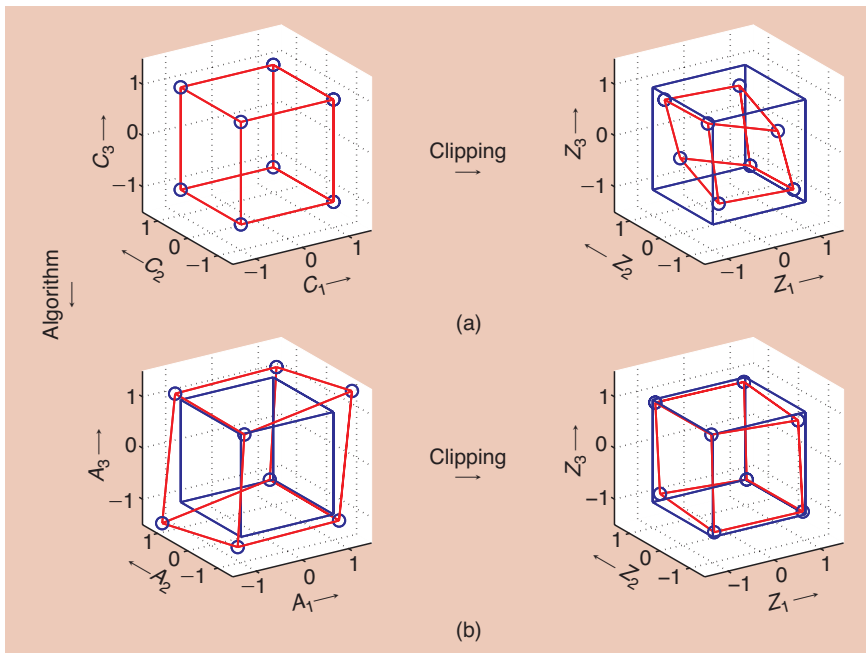 1
0
−1
C3 →
1
0
−1
← C2
−1
0
1
C1 →
Clipping
→
1
0
−1
Z3 →
1
0
−1
← Z2
−1
0
1
Z1 →
(a)
Algorithm
→
1
0
−1
A3 →
1
0
−1
← A2
−1
0
1
A1 →
Clipping
→
1
0
−1
Z3 →
1
0
−1
← Z2
−1
0
1
Z1 →
(b)